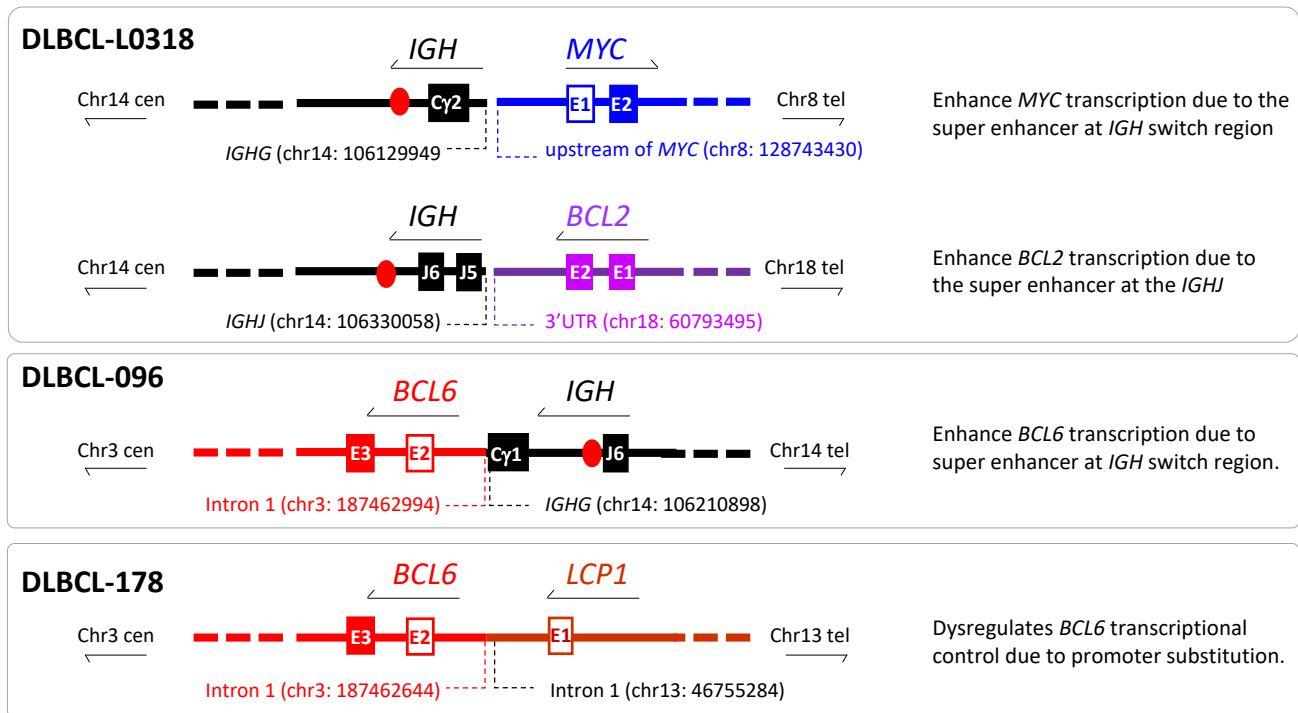 DLBCL-L0318
IGH
MYC
Chr14 cen
Cγ2
E1
E2
Chr8 tel
IGHG (chr14: 106129949
upstream of MYC (chr8: 128743430)
Enhance MYC transcription due to the
super enhancer at IGH switch region
IGH
BCL2
Chr14 cen
J6
J5
E2
E1
Chr18 tel
IGHJ (chr14: 106330058)
3'UTR (chr18: 60793495)
Enhance BCL2 transcription due to
the super enhancer at the IGHJ
DLBCL-096
BCL6
IGH
Chr3 cen
E3
E2
Cγ1
J6
Chr14 tel
Intron 1 (chr3: 187462994)
IGHG (chr14: 106210898)
Enhance BCL6 transcription due to
super enhancer at IGH switch region.
DLBCL-178
BCL6
LCP1
Chr3 cen
E3
E2
E1
Chr13 tel
Intron 1 (chr3: 187462644)
Intron 1 (chr13: 46755284)
Dysregulates BCL6 transcriptional
control due to promoter substitution.